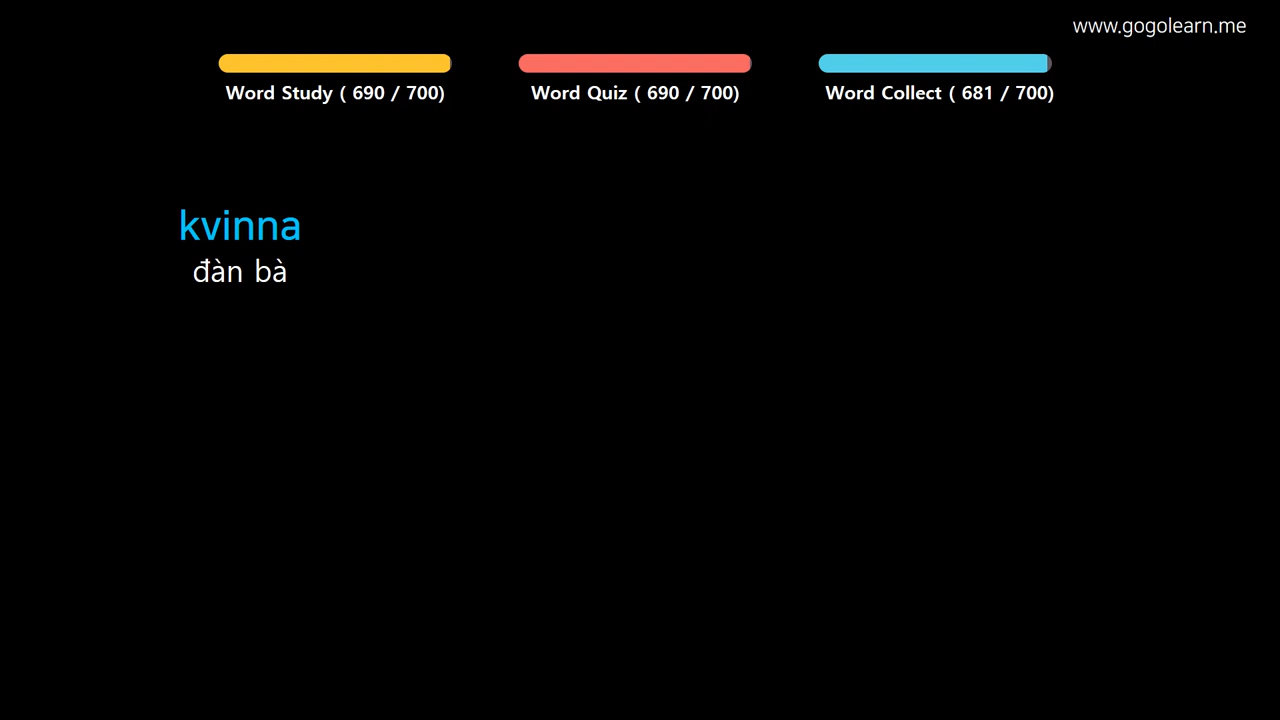 www.gogolearn.me
Word Study ( 690 / 700)
Word Quiz ( 690 / 700)
Word Collect ( 681 / 700)
kvinna
đàn bà